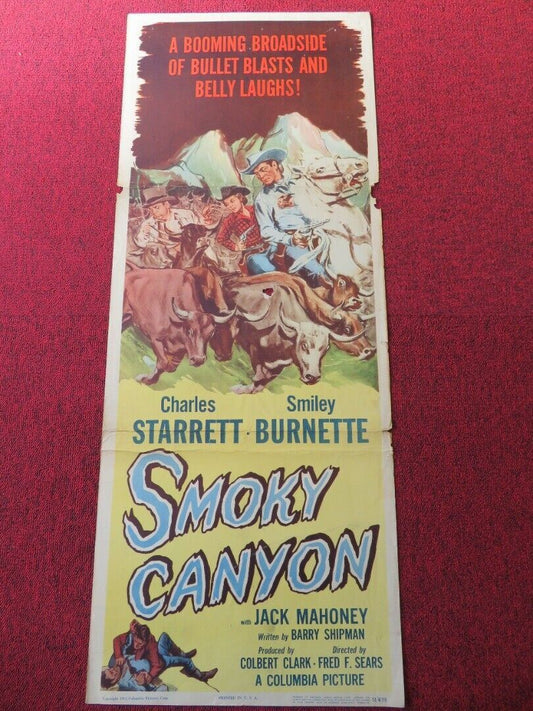 A BOOMING BROADSIDE
OF BULLET BLASTS AND
BELLY LAUGHS!
Charles Smiley
STARRETT · BURNETTE
SMOKY
CANYON
with JACK MAHONEY
Written by BARRY SHIPMAN
Produced by Directed by
COLBERT CLARK · FRED F. SEARS
A COLUMBIA PICTURE